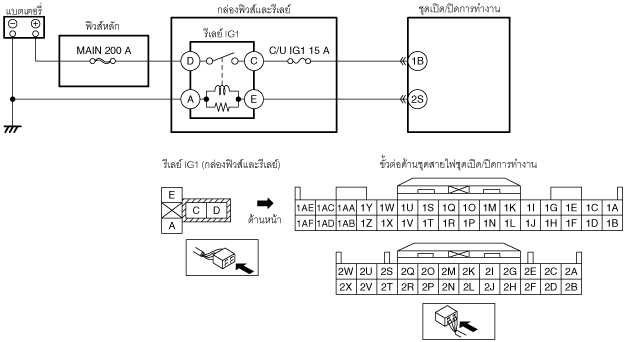 แบตเตอรี่
ฟิวส์หลัก
MAIN 200 A
กล่องฟิวส์และรีเลย์
รีเลย์ IG1
D
C
A
E
C/U IG1 15 A
ชุดเปิด/ปิดการทำงาน
1B
2S
รีเลย์ IG1 (กล่องฟิวส์และรีเลย์)
E
C D
A
ด้านหน้า
ขั้วต่อด้านชุดสายไฟชุดเปิด/ปิดการทำงาน
1AE 1AC 1AA 1Y 1W 1U 1S 1Q 1O 1M 1K 1I 1G 1E 1C 1A
1AF 1AD 1AB 1Z 1X 1V 1T 1R 1P 1N 1L 1J 1H 1F 1D 1B
2W 2U 2S 2Q 2O 2M 2K 2I 2G 2E 2C 2A
2X 2V 2T 2R 2P 2N 2L 2J 2H 2F 2D 2B